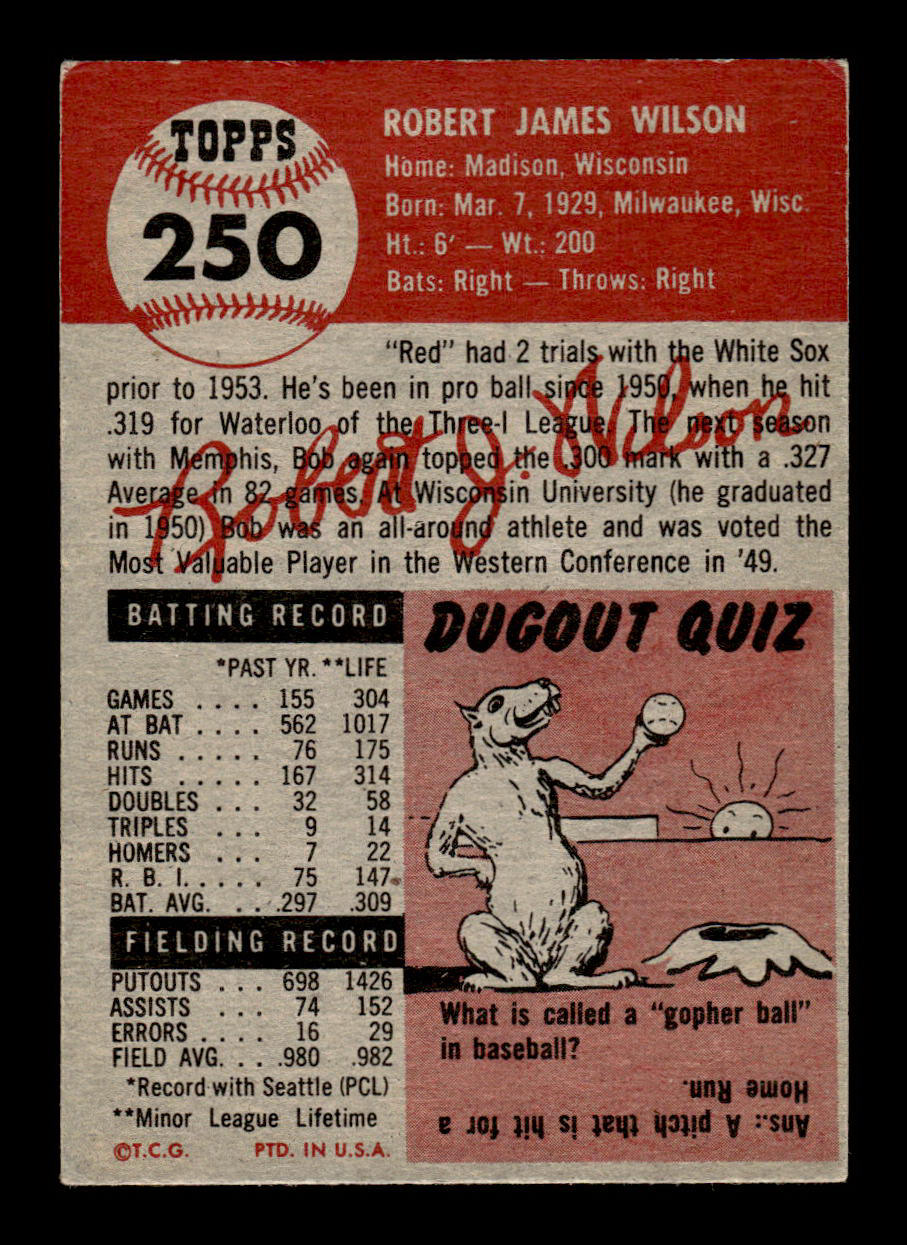 TOPPS
250
ROBERT JAMES WILSON
Home: Madison, Wisconsin
Born: Mar. 7, 1929, Milwaukee, Wisc.
Ht.: 6' — Wt.: 200
Bats: Right — Throws: Right
"Red" had 2 trials with the White Sox
prior to 1953. He's been in pro ball since 1950, when he hit
.319 for Waterloo of the Three-I League. The next season
with Memphis, Bob again topped the .300 mark with a .327
Average in 82 games. At Wisconsin University (he graduated
in 1950) Bob was an all-around athlete and was voted the
Most Valuable Player in the Western Conference in '49.
Robert J. Wilson
BATTING RECORD
*PAST YR. **LIFE
GAMES .... 155 304
AT BAT .... 562 1017
RUNS ..... 76 175
HITS ..... 167 314
DOUBLES ... 32 58
TRIPLES ... 9 14
HOMERS ... 7 22
R. B. I. .... 75 147
BAT. AVG. ... .297 .309
FIELDING RECORD
PUTOUTS ... 698 1426
ASSISTS ... 74 152
ERRORS .... 16 29
FIELD AVG. ... .980 .982
*Record with Seattle (PCL)
**Minor League Lifetime
©T.C.G. PTD. IN U.S.A.
DUGOUT QUIZ
What is called a "gopher ball"
in baseball?
Ans.: A pitch that is hit for a
Home Run.